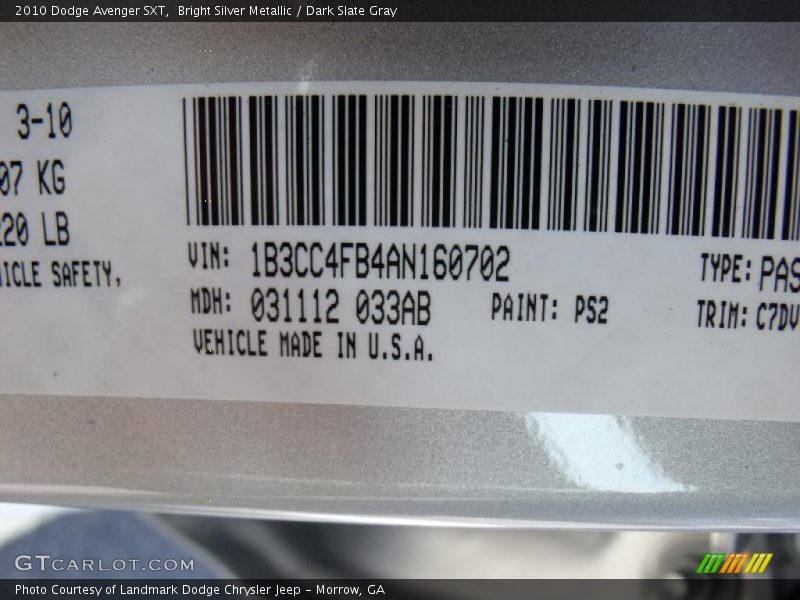 2010 Dodge Avenger SXT, Bright Silver Metallic / Dark Slate Gray
3-10
07 KG
220 LB
ICLE SAFETY,
VIN: 1B3CC4FB4AN160702
TYPE: PAS
MDH: 031112 033AB
PAINT: PS2
TRIM: C7DV
VEHICLE MADE IN U.S.A.
GTCARLOT.COM
Photo Courtesy of Landmark Dodge Chrysler Jeep - Morrow, GA